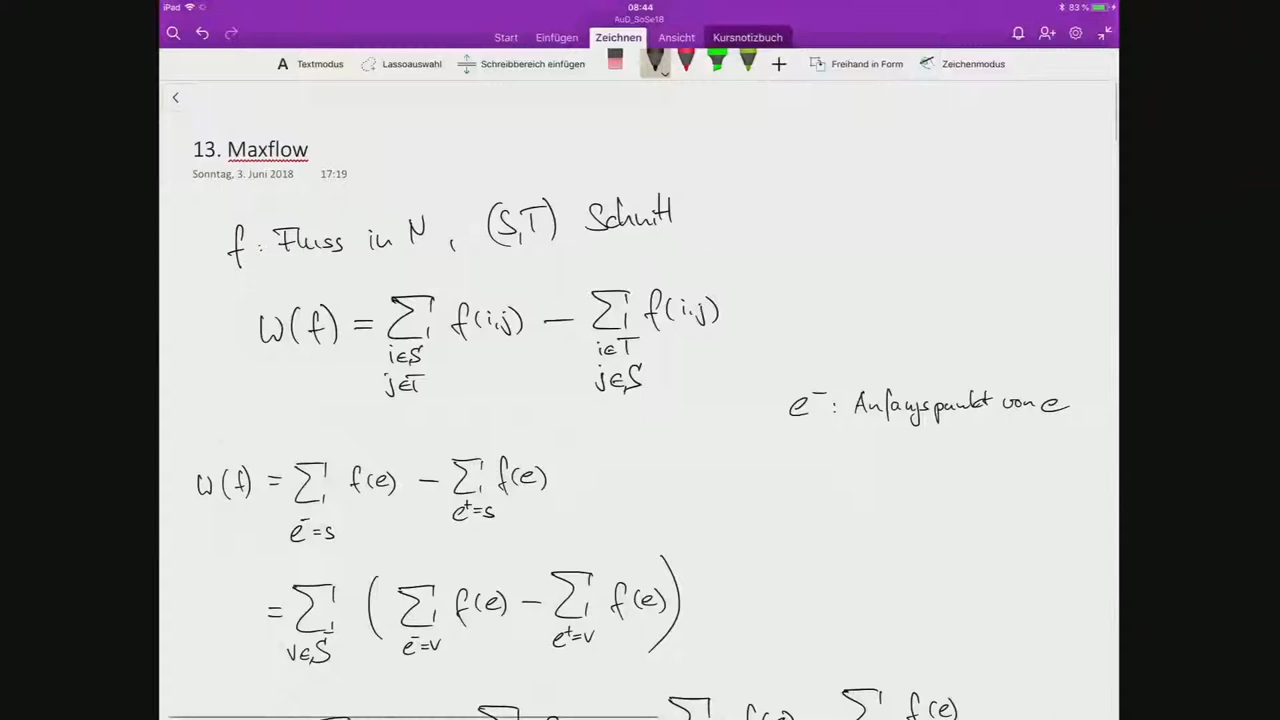 iPad 08:44 83 %
AuD_SoSe18
Start Einfügen Zeichnen Ansicht Kursnotizbuch
A Textmodus Lassoauswahl Schreibbereich einfügen + Freihand in Form Zeichenmodus
13. Maxflow
Sonntag, 3. Juni 2018 17:19
f : Fluss in N , (S,T) Schnitt
w(f) = ∑ f(i,j) − ∑ f(i,j)
i∈S i∈T
j∈T j∈S
e⁻ : Anfangspunkt von e
w(f) = ∑ f(e) − ∑ f(e)
e⁻=s e⁺=s
= ∑ ( ∑ f(e) − ∑ f(e) )
v∈S e⁻=v e⁺=v
f(e)